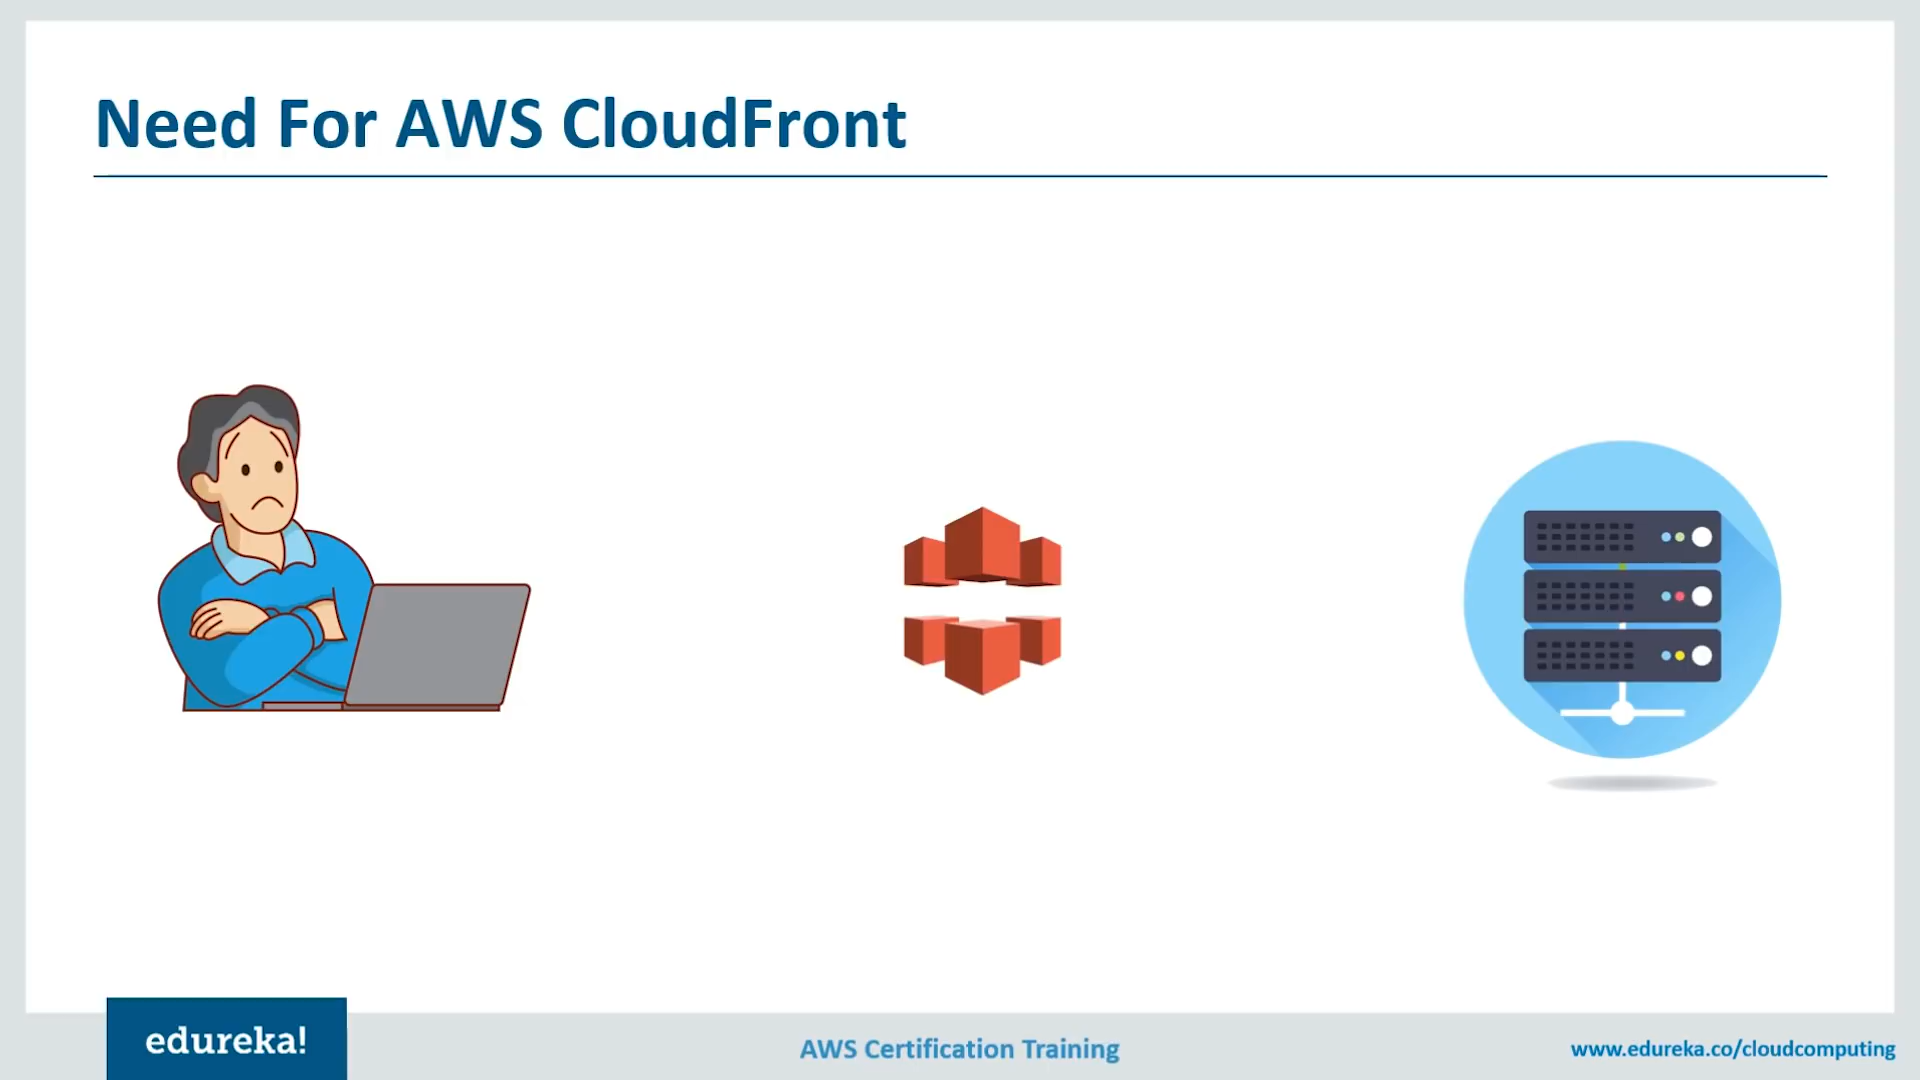 Need For AWS CloudFront
edureka!
AWS Certification Training
www.edureka.co/cloudcomputing